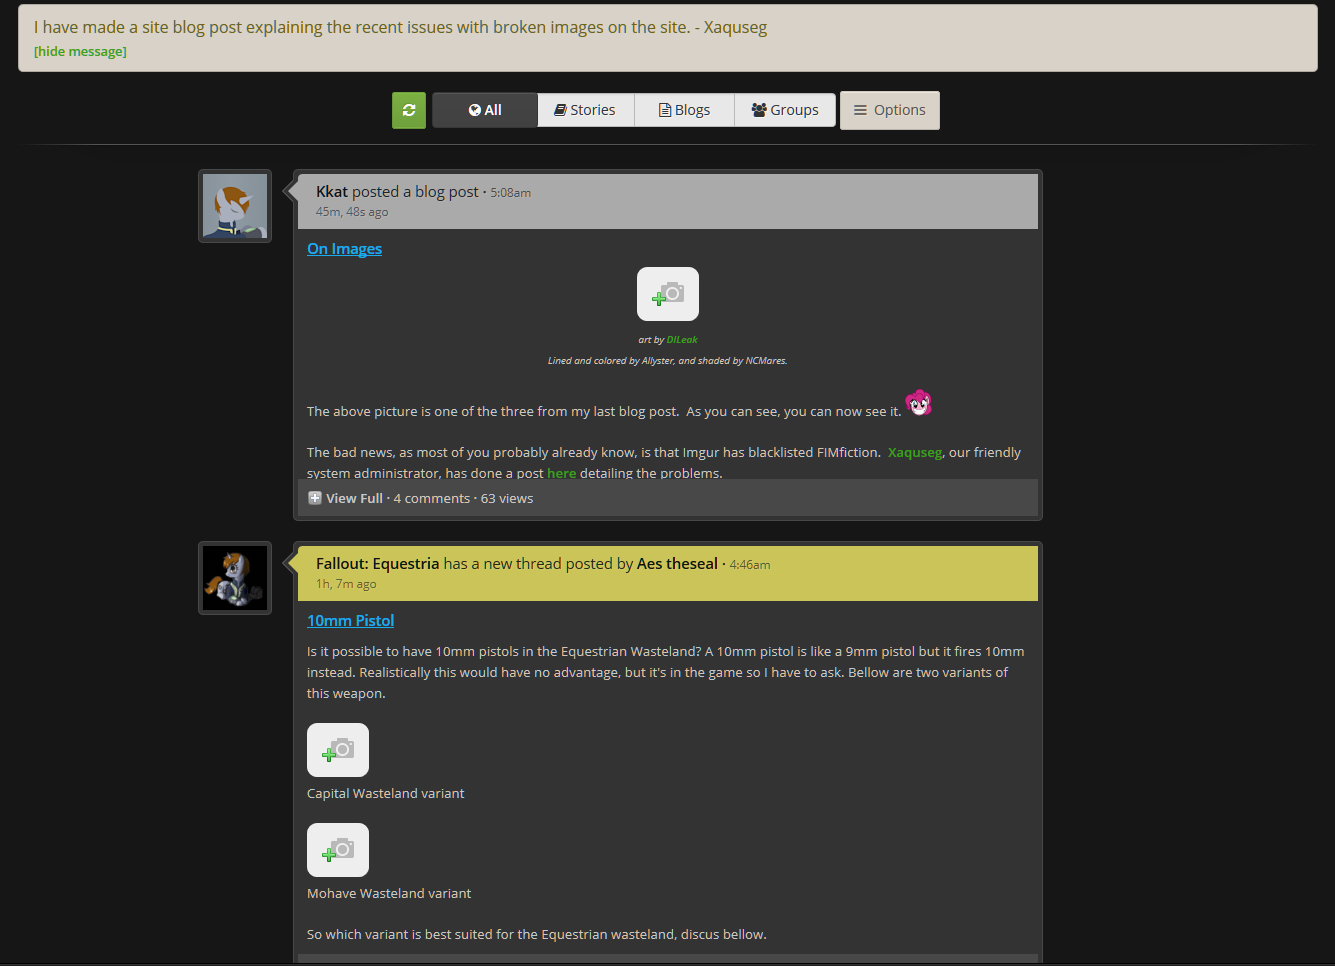 I have made a site blog post explaining the recent issues with broken images on the site. - Xaquseg
[hide message]
All Stories Blogs Groups Options
Kkat posted a blog post · 5:08am
45m, 48s ago
On Images
art by DILeak
Lined and colored by Allyster, and shaded by NCMares.
The above picture is one of the three from my last blog post. As you can see, you can now see it.
The bad news, as most of you probably already know, is that Imgur has blacklisted FIMfiction. Xaquseg, our friendly
system administrator, has done a post here detailing the problems.
View Full · 4 comments · 63 views
Fallout: Equestria has a new thread posted by Aes theseal · 4:46am
1h, 7m ago
10mm Pistol
Is it possible to have 10mm pistols in the Equestrian Wasteland? A 10mm pistol is like a 9mm pistol but it fires 10mm
instead. Realistically this would have no advantage, but it's in the game so I have to ask. Bellow are two variants of
this weapon.
Capital Wasteland variant
Mohave Wasteland variant
So which variant is best suited for the Equestrian wasteland, discus bellow.